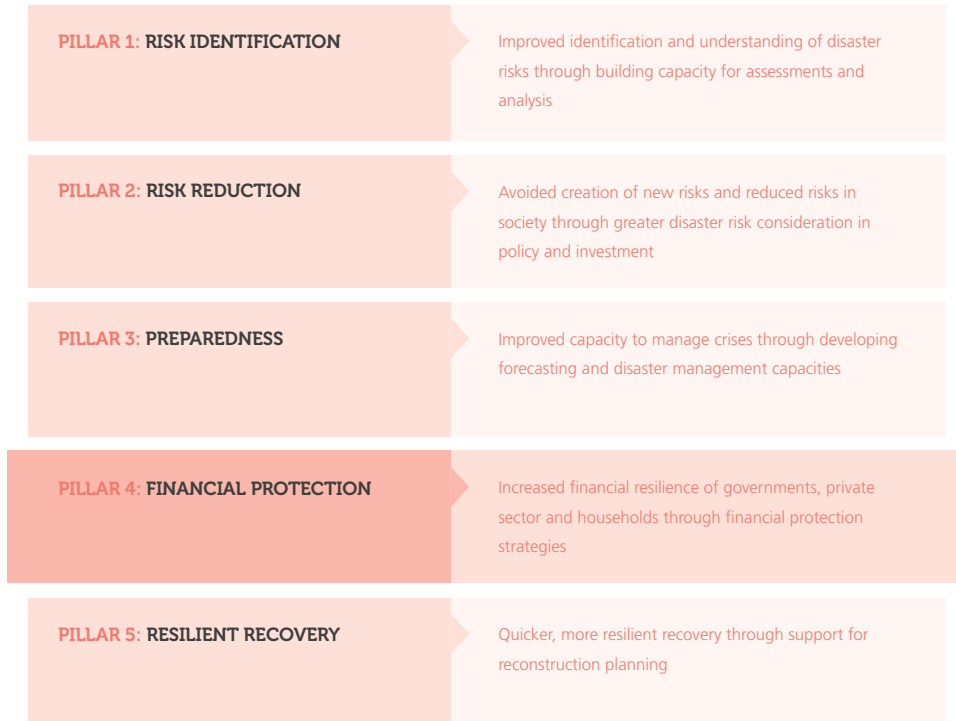 PILLAR 1: RISK IDENTIFICATION
Improved identification and understanding of disaster
risks through building capacity for assessments and
analysis
PILLAR 2: RISK REDUCTION
Avoided creation of new risks and reduced risks in
society through greater disaster risk consideration in
policy and investment
PILLAR 3: PREPAREDNESS
Improved capacity to manage crises through developing
forecasting and disaster management capacities
PILLAR 4: FINANCIAL PROTECTION
Increased financial resilience of governments, private
sector and households through financial protection
strategies
PILLAR 5: RESILIENT RECOVERY
Quicker, more resilient recovery through support for
reconstruction planning